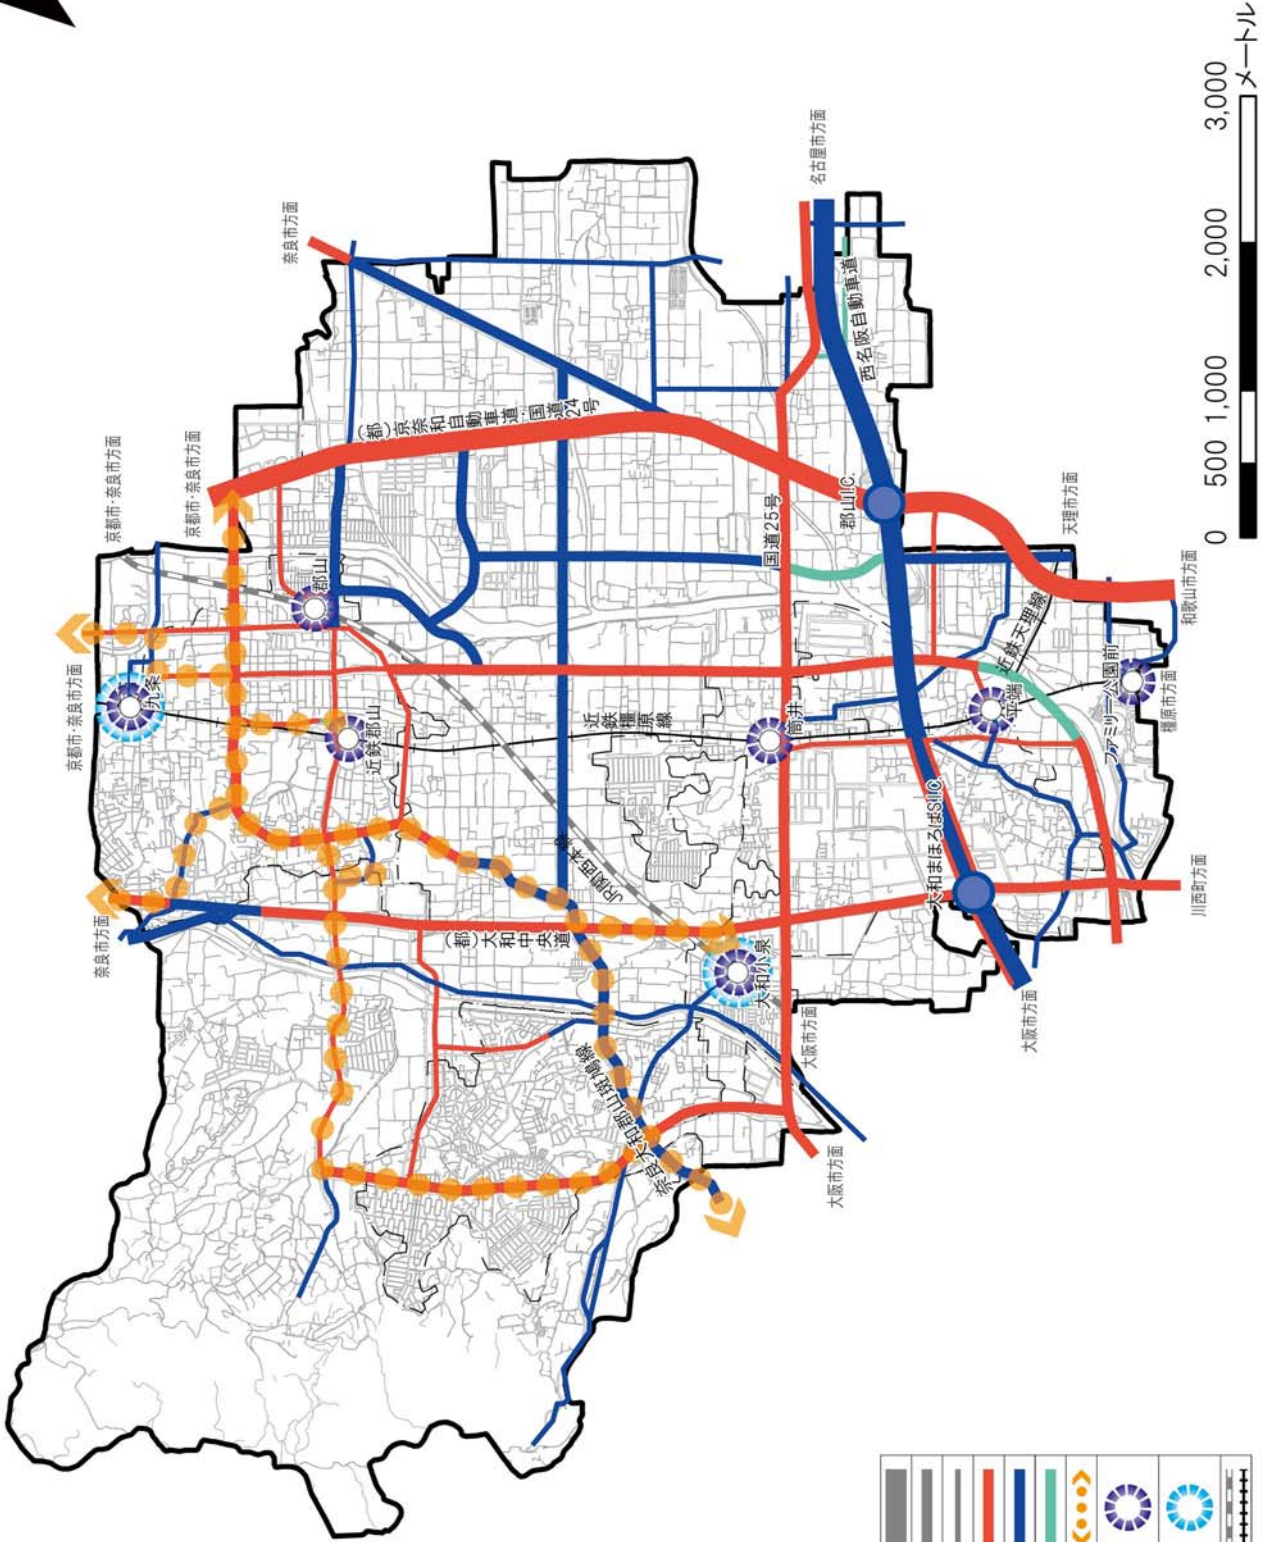 奈良市方面
名古屋市方面
西名阪自動車道
京都市・奈良市方面
京都市・奈良市方面
(都)京奈和自動車道・国道24号
郡山
国道25号
郡山I.C.
天理市方面
和歌山市方面
京都市・奈良市方面
九条
近鉄郡山
近鉄橿原線
筒井
平端
近鉄天理線
ファミリー公園前
橿原市方面
JR関西本線
大和まほろばS.I.C.
川西町方面
奈良市方面
(都)大和中央道
大和小泉
大阪市方面
大阪市方面
奈良大和郡山斑鳩線
大阪市方面
0 500 1,000 2,000 3,000
メートル